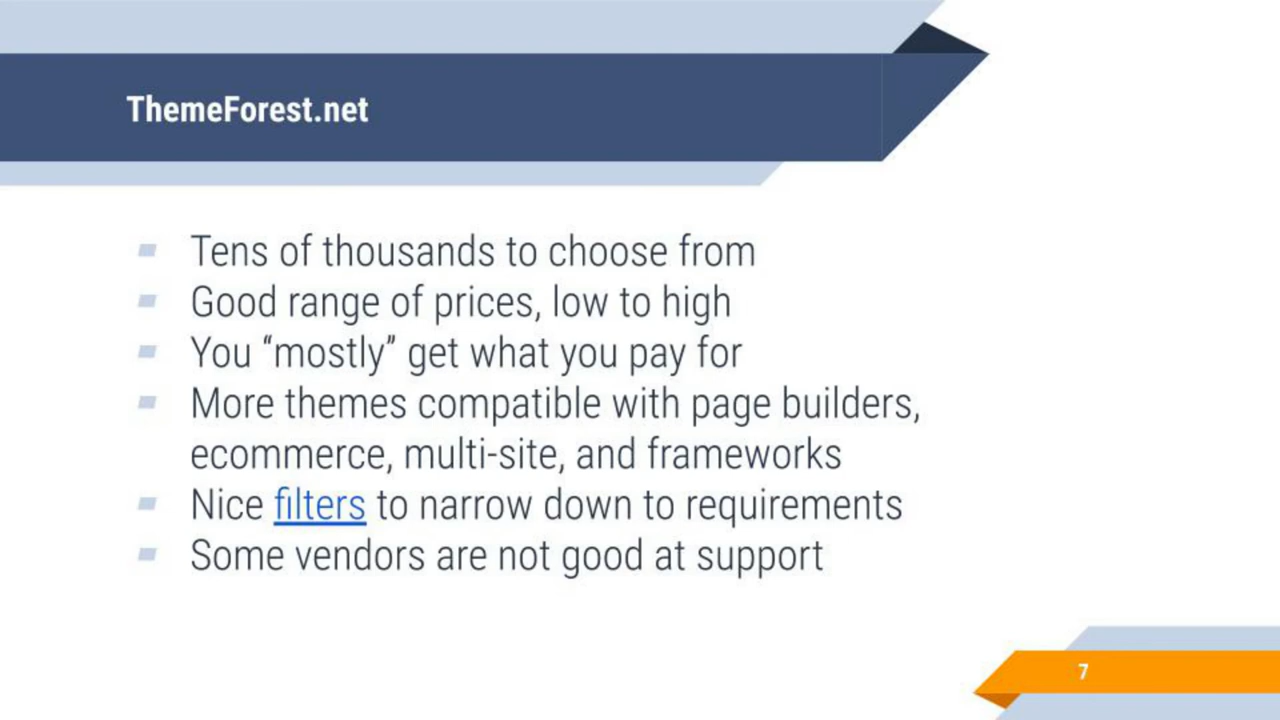 ThemeForest.net
Tens of thousands to choose from
Good range of prices, low to high
You “mostly” get what you pay for
More themes compatible with page builders,
ecommerce, multi-site, and frameworks
Nice filters to narrow down to requirements
Some vendors are not good at support
7